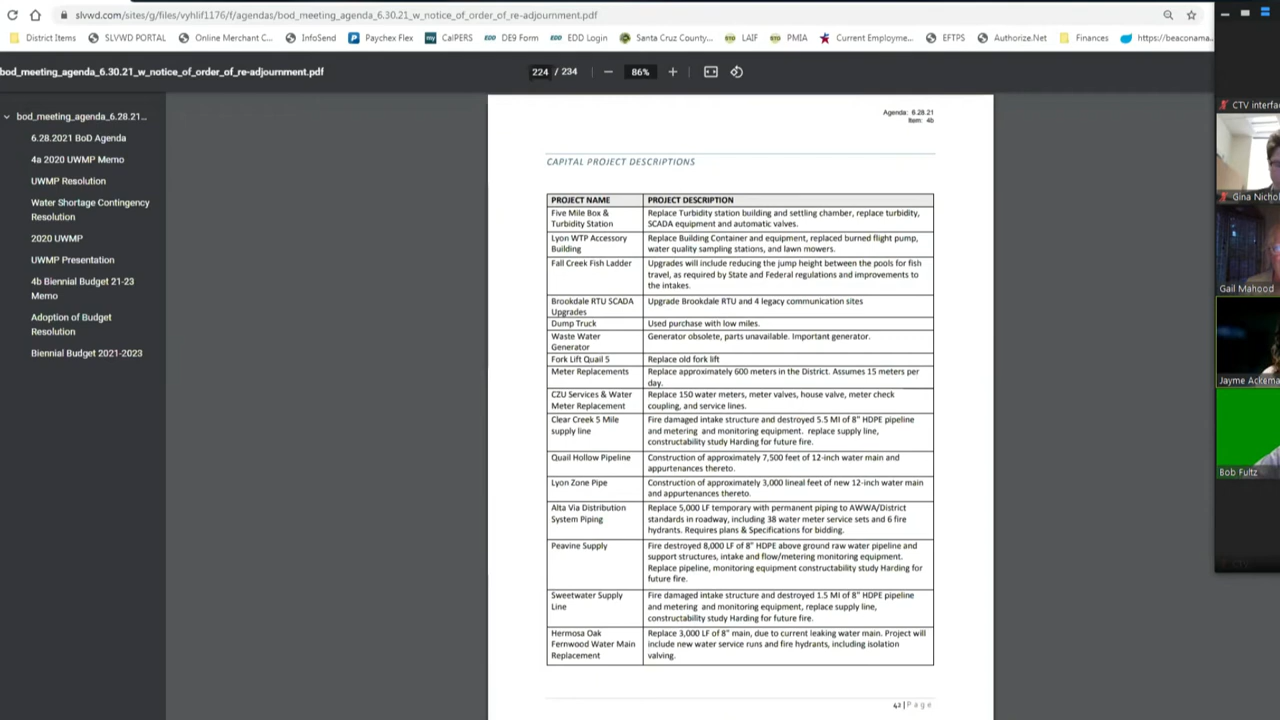 slvwd.com/sites/g/files/vyhlif1176/f/agendas/bod_meeting_agenda_6.30.21_w_notice_of_order_of_re-adjournment.pdf
District Items SLVWD PORTAL Online Merchant C... InfoSend Paychex Flex my CalPERS EDD DE9 Form EDD EDD Login Santa Cruz County... LAIF PMIA Current Employme... EFTPS Authorize.Net Finances https://beaconama...
bod_meeting_agenda_6.30.21_w_notice_of_order_of_re-adjournment.pdf
224 / 234
86%
bod_meeting_agenda_6.28.21...
6.28.2021 BoD Agenda
4a 2020 UWMP Memo
UWMP Resolution
Water Shortage Contingency
Resolution
2020 UWMP
UWMP Presentation
4b Biennial Budget 21-23
Memo
Adoption of Budget
Resolution
Biennial Budget 2021-2023
Agenda: 6.28.21
Item: 4b
CAPITAL PROJECT DESCRIPTIONS
PROJECT NAME PROJECT DESCRIPTION
Five Mile Box & Replace Turbidity station building and settling chamber, replace turbidity,
Turbidity Station SCADA equipment and automatic valves.
Lyon WTP Accessory Replace Building Container and equipment, replaced burned flight pump,
Building water quality sampling stations, and lawn mowers.
Fall Creek Fish Ladder Upgrades will include reducing the jump height between the pools for fish
travel, as required by State and Federal regulations and improvements to
the intakes.
Brookdale RTU SCADA Upgrade Brookdale RTU and 4 legacy communication sites
Upgrades
Dump Truck Used purchase with low miles.
Waste Water Generator obsolete, parts unavailable. Important generator.
Generator
Fork Lift Quail 5 Replace old fork lift
Meter Replacements Replace approximately 600 meters in the District. Assumes 15 meters per
day.
CZU Services & Water Replace 150 water meters, meter valves, house valve, meter check
Meter Replacement coupling, and service lines.
Clear Creek 5 Mile Fire damaged intake structure and destroyed 5.5 MI of 8" HDPE pipeline
supply line and metering and monitoring equipment. replace supply line,
constructability study Harding for future fire.
Quail Hollow Pipeline Construction of approximately 7,500 feet of 12-inch water main and
appurtenances thereto.
Lyon Zone Pipe Construction of approximately 3,000 lineal feet of new 12-inch water main
and appurtenances thereto.
Alta Via Distribution Replace 5,000 LF temporary with permanent piping to AWWA/District
System Piping standards in roadway, including 38 water meter service sets and 6 fire
hydrants. Requires plans & Specifications for bidding.
Peavine Supply Fire destroyed 8,000 LF of 8" HDPE above ground raw water pipeline and
support structures, intake and flow/metering monitoring equipment.
Replace pipeline, monitoring equipment constructability study Harding for
future fire.
Sweetwater Supply Fire damaged intake structure and destroyed 1.5 MI of 8" HDPE pipeline
Line and metering and monitoring equipment, replace supply line,
constructability study Harding for future fire.
Hermosa Oak Replace 3,000 LF of 8" main, due to current leaking water main. Project will
Fernwood Water Main include new water service runs and fire hydrants, including isolation
Replacement valving.
42 | Page
CTV interfa
Gina Nichol
Gail Mahood
Jayme Ackema
Bob Fultz
CTV